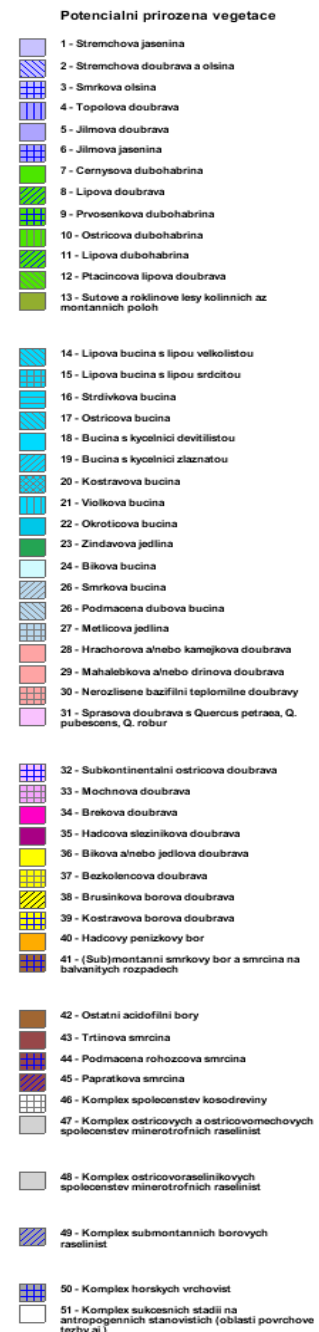 Potencialni prirozena vegetace
1 - Stremchova jasenina
2 - Stremchova doubrava a olsina
3 - Smrkova olsina
4 - Topolova doubrava
5 - Jilmova doubrava
6 - Jilmova jasenina
7 - Cernysova dubohabrina
8 - Lipova doubrava
9 - Prvosenkova dubohabrina
10 - Ostricova dubohabrina
11 - Lipova dubohabrina
12 - Ptacincova lipova doubrava
13 - Sutove a roklinove lesy kolinnich az
montannich poloh
14 - Lipova bucina s lipou velkolistou
15 - Lipova bucina s lipou srdcitou
16 - Strdivkova bucina
17 - Ostricova bucina
18 - Bucina s kycelnici devitilistou
19 - Bucina s kycelnici zlaznatou
20 - Kostravova bucina
21 - Violkova bucina
22 - Okroticova bucina
23 - Zindavova jedlina
24 - Bikova bucina
26 - Smrkova bucina
26 - Podmacena dubova bucina
27 - Metlicova jedlina
28 - Hrachorova a/nebo kamejkova doubrava
29 - Mahalebkova a/nebo drinova doubrava
30 - Nerozlisene bazifilni teplomilne doubravy
31 - Sprasova doubrava s Quercus petraea, Q.
pubescens, Q. robur
32 - Subkontinentalni ostricova doubrava
33 - Mochnova doubrava
34 - Brekova doubrava
35 - Hadcova slezinikova doubrava
36 - Bikova a/nebo jedlova doubrava
37 - Bezkolencova doubrava
38 - Brusinkova borova doubrava
39 - Kostravova borova doubrava
40 - Hadcovy penizkovy bor
41 - (Sub)montanni smrkovy bor a smrcina na
balvanitych rozpadech
42 - Ostatni acidofilni bory
43 - Trtinova smrcina
44 - Podmacena rohozcova smrcina
45 - Papratkova smrcina
46 - Komplex spolecenstev kosodreviny
47 - Komplex ostricovych a ostricovomechovych
spolecenstev minerotrofnich raselinist
48 - Komplex ostricovoraselinikovych
spolecenstev minerotrofnich raselinist
49 - Komplex submontannich borovych
raselinist
50 - Komplex horskych vrchovist
51 - Komplex sukcesnich stadii na
antropogennich stanovistich (oblasti povrchove
tezby aj.)